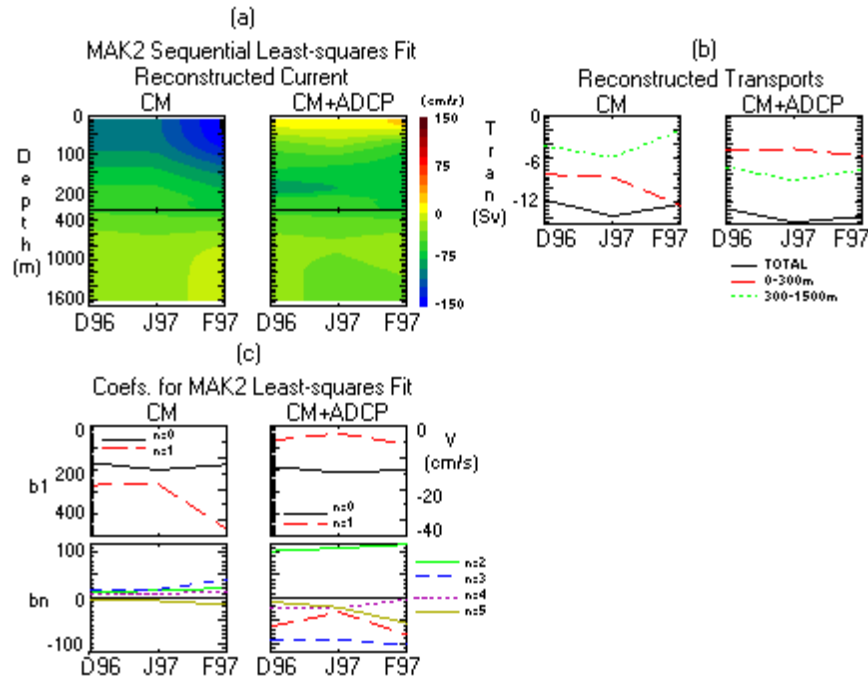 (a)
MAK2 Sequential Least-squares Fit
Reconstructed Current
CM
CM+ADCP
(cm/s)
0
100
200
400
1000
1600
Depth
(m)
D96 J97 F97
D96 J97 F97
150
75
0
-75
-150
(b)
Reconstructed Transports
CM
CM+ADCP
Tran
(Sv)
0
-6
-12
D96 J97 F97
D96 J97 F97
TOTAL
0-300m
300-1500m
(c)
Coefs. for MAK2 Least-squares Fit
CM
CM+ADCP
b1
0
200
400
n=0
n=1
n=0
n=1
0
V
(cm/s)
-20
-40
bn
100
0
-100
n=2
n=3
n=4
n=5
D96 J97 F97
D96 J97 F97